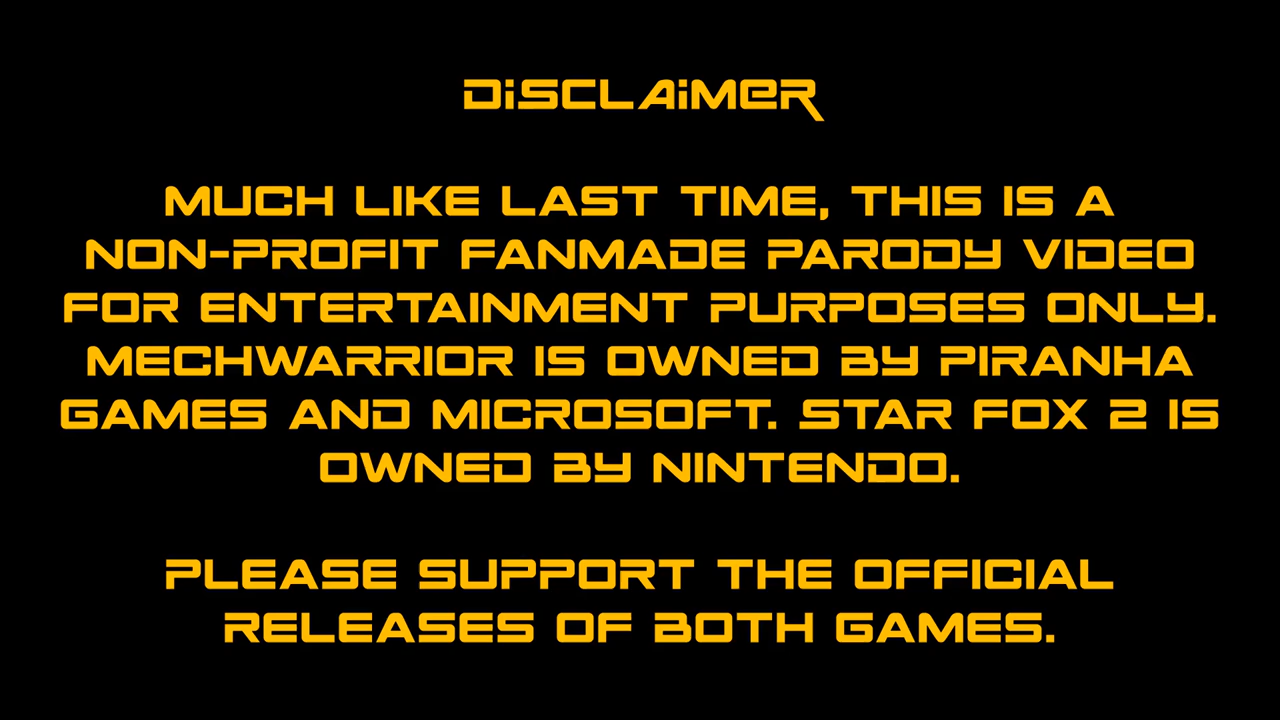 DiSCLAiMeR
MUCH LIKE LAST TIME, THIS IS A
NON-PROFIT FANMADE PARODY VIDEO
FOR ENTERTAINMENT PURPOSES ONLY.
MECHWARRIOR IS OWNED BY PIRANHA
GAMES AND MICROSOFT. STAR FOX 2 IS
OWNED BY NINTENDO.
PLEASE SUPPORT THE OFFICIAL
RELEASES OF BOTH GAMES.